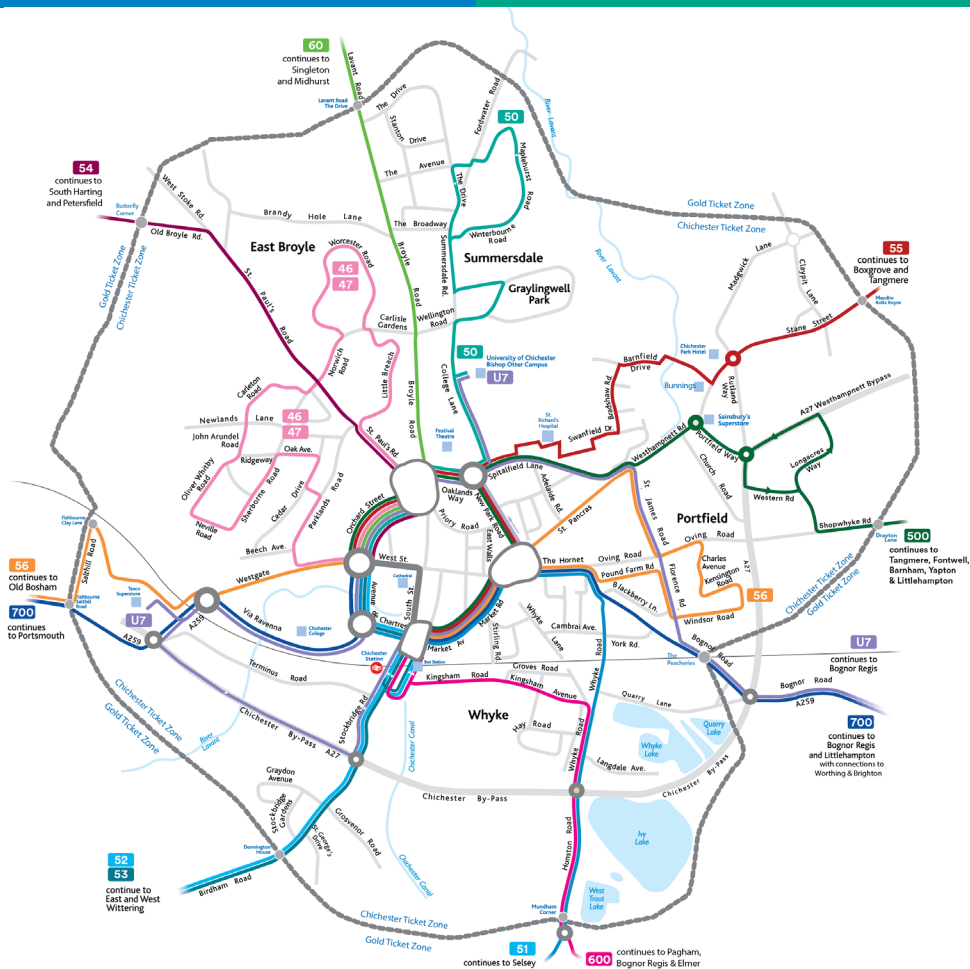 60
continues to
Singleton
and Midhurst
Lavant Road
Lavant Road
The Drive
The Drive
Stanton
Drive
Fordwater Road
River Lavant
50
The Avenue
The Drive
Maplehurst Road
54
continues to
South Harting
and Petersfield
West Stoke Rd.
Butterfly
Corner
Old Broyle Rd.
Brandy Hole Lane
The Broadway
Winterbourne
Road
Gold Ticket Zone
Chichester Ticket Zone
Gold Ticket Zone
Chichester Ticket Zone
East Broyle
Worcester Road
46
47
Broyle Road
Summersdale Rd.
Summersdale
River Lavant
Madgwick Lane
Claypit Lane
55
continues to
Boxgrove and
Tangmere
Graylingwell
Park
St Paul's Road
Carlisle
Gardens
Wellington
Road
Maudlin
Rolls Royce
Stane Street
Norwich Road
Little Breach
50
University of Chichester
Bishop Otter Campus
U7
College Lane
Broyle Road
Chichester
Park Hotel
Barnfield
Drive
Bunnings
Rutland Way
Bradshaw Rd
A27 Westhampnett Bypass
Carleton
Road
Newlands Lane
46
47
John Arundel
Road
Oak Ave.
St. Paul's Rd.
Festival
Theatre
St
Richard's
Hospital
Swanfield Dr.
Sainsbury's
Superstore
Westhampnett Rd
Portfield Way
Church Road
Longacres
Way
Ridgeway
Olivet Whitby
Road
Sherborne Road
Cedar Drive
Parklands Road
Neville
Road
Spitalfield Lane
Oaklands
Way
New Park Road
Adelaide Rd.
Western Rd
Orchard Street
Priory Road
St. Pancras
St. James Road
Portfield
Shopwhyke Rd
Drayton
Lane
500
continues to
Tangmere, Fontwell,
Barnham, Yapton
& Littlehampton
Fishbourne
Clay Lane
Salthill Road
Beech Ave.
West St.
East Walls
Oving Road
The Hornet
Oving Road
Charles
Avenue
Kensington
Road
A27
56
continues to
Old Bosham
700
continues
to Portsmouth
Fishbourne
Salthill
Road
Tesco
Superstore
U7
Westgate
Cathedral
South St
Avenue de Chartres
Pound Farm Rd
Blackberry Ln.
Florence Rd
56
Windsor Road
Chichester Ticket Zone
Gold Ticket Zone
A259
A259
Via Ravenna
Chichester
College
Market Rd
Market Av
Whyke Lane
Stirling Rd
Cambrai Ave.
York Rd.
Bognor Road
The
Peacheries
U7
continues to
Bognor Regis
Chichester
Station
Bus Station
Terminus Road
Groves Road
Kingsham Road
Kingsham Avenue
Whyke Road
Quarry Lane
Bognor Road
A259
700
continues to
Bognor Regis
and Littlehampton
with connections to
Worthing & Brighton
Chichester Ticket Zone
Gold Ticket Zone
River
Lavant
Chichester By-Pass A27
Stockbridge Rd
Chichester Canal
Whyke
Hay Road
Whyke Road
Whyke
Lake
Quarry
Lake
Langdale Ave.
Graydon
Avenue
Stockbridge
Gardens
Chichester By-Pass
Chichester By-Pass
Grosvenor Road
St. George's
Drive
Donnington
House
52
53
continue to
East and West
Wittering
Birdham Road
Chichester Canal
Hunston Road
Ivy
Lake
West
Trout
Lake
Mundham
Corner
Chichester Ticket Zone
Gold Ticket Zone
51
continues to Selsey
600
continues to Pagham,
Bognor Regis & Elmer